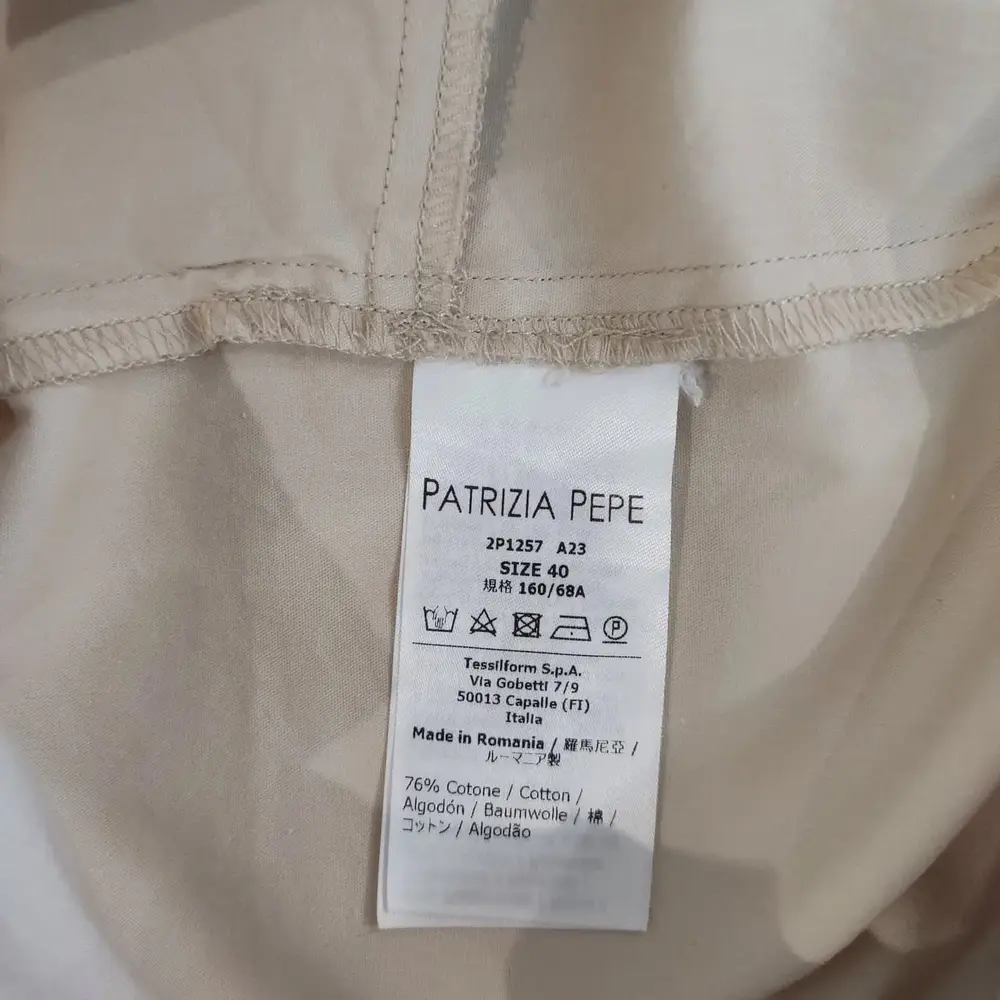 PATRIZIA PEPE
2P1257 A23
SIZE 40
規格 160/68A
P
Tessilform S.p.A.
Via Gobetti 7/9
50013 Capalle (FI)
Italia
Made in Romania / 羅馬尼亞 /
ルーマニア製
76% Cotone / Cotton /
Algodón / Baumwolle / 棉 /
コットン / Algodão